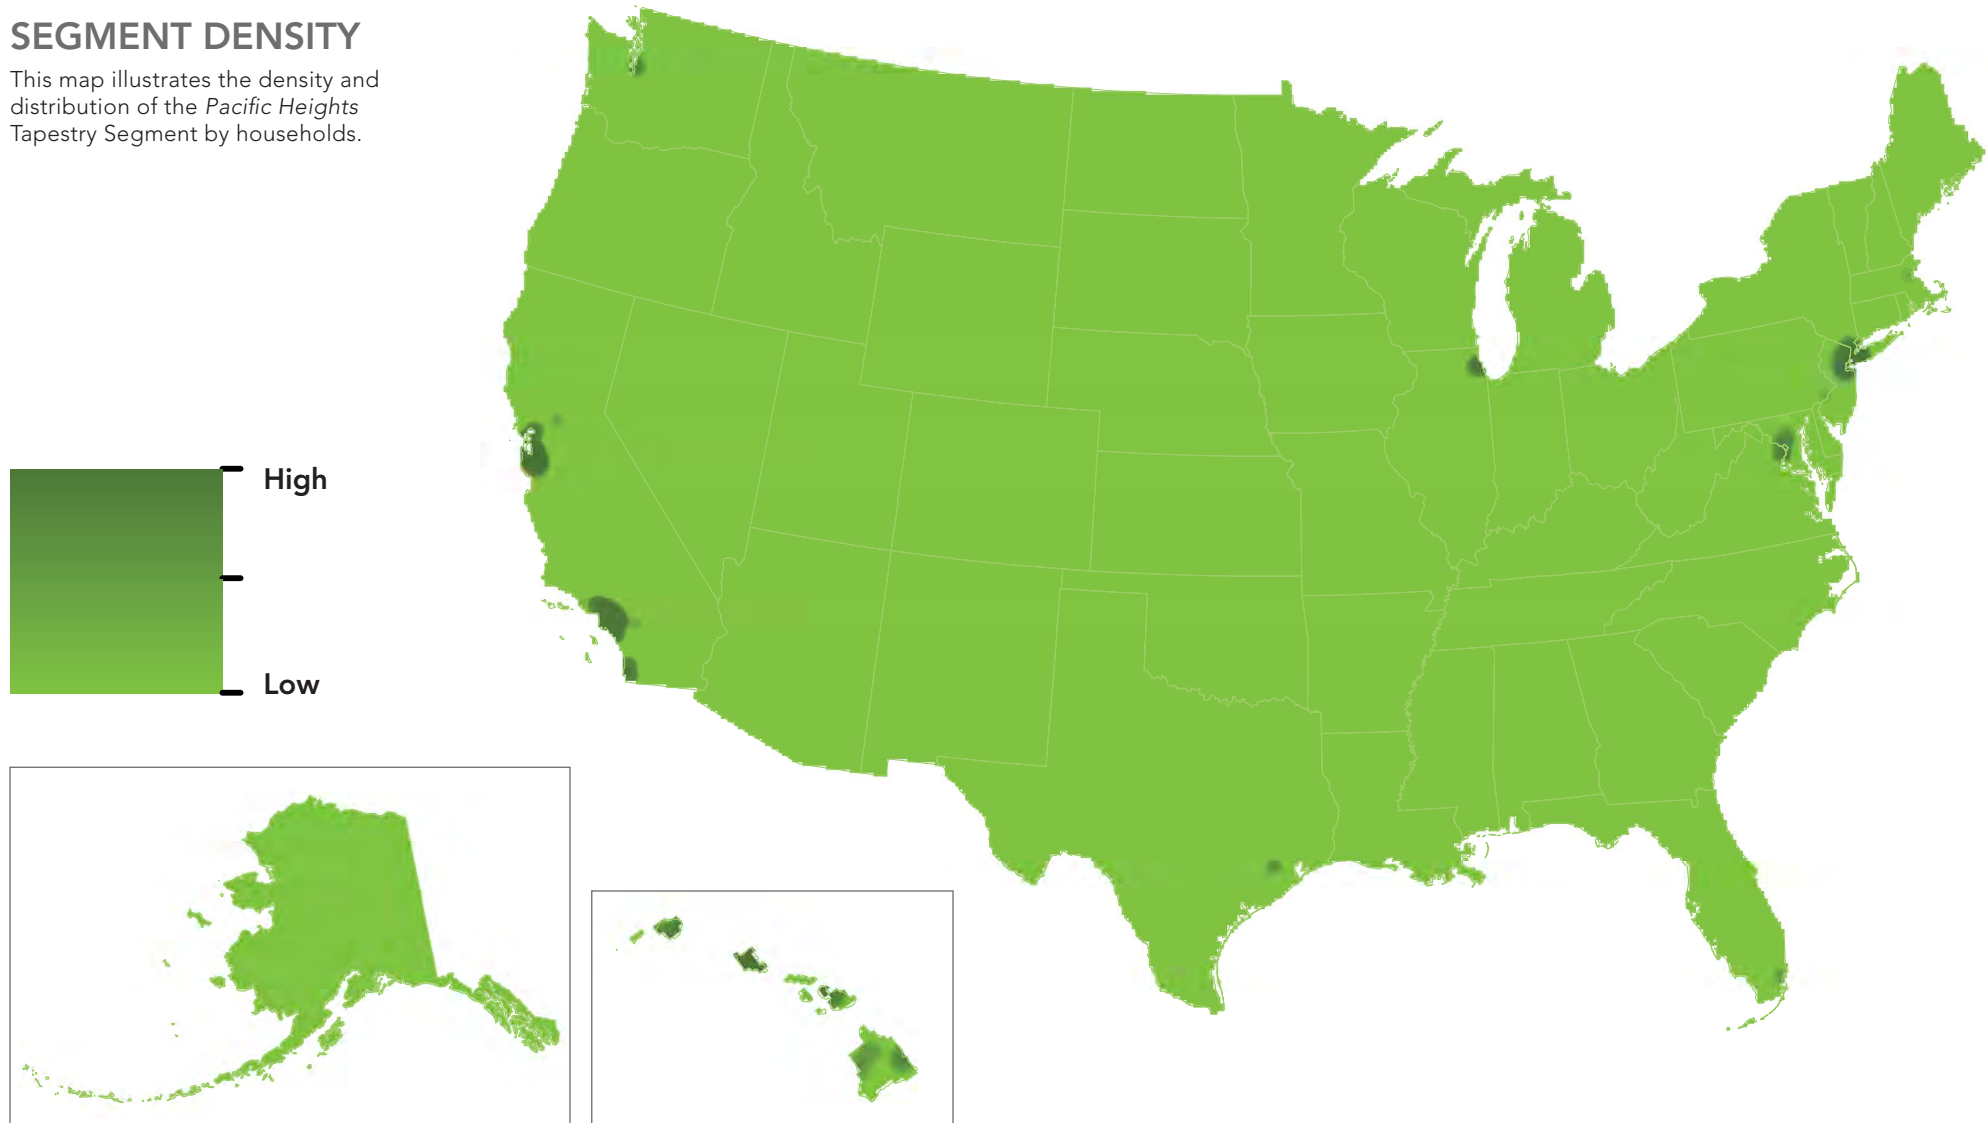 SEGMENT DENSITY
This map illustrates the density and
distribution of the Pacific Heights
Tapestry Segment by households.
High
Low